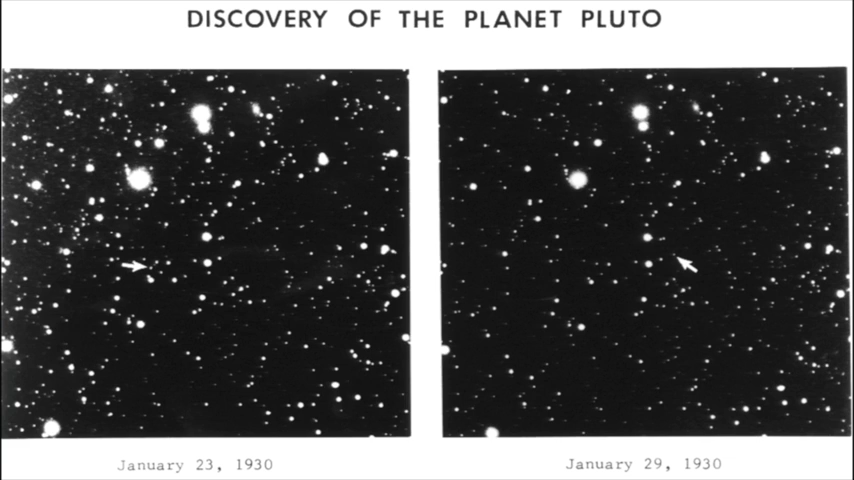 DISCOVERY OF THE PLANET PLUTO
January 23, 1930
January 29, 1930